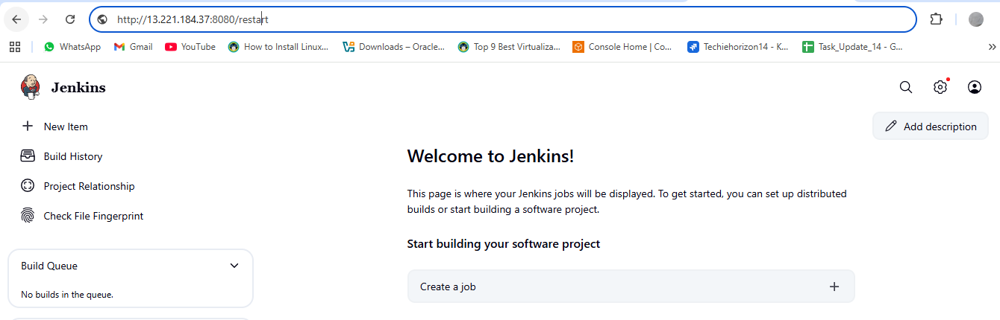 http://13.221.184.37:8080/restart
WhatsApp
Gmail
YouTube
How to Install Linux...
Downloads – Oracle...
Top 9 Best Virtualiza...
Console Home | Co...
Techiehorizon14 - K...
Task_Update_14 - G...
Jenkins
New Item
Add description
Build History
Welcome to Jenkins!
Project Relationship
This page is where your Jenkins jobs will be displayed. To get started, you can set up distributed
builds or start building a software project.
Check File Fingerprint
Start building your software project
Build Queue
Create a job
No builds in the queue.